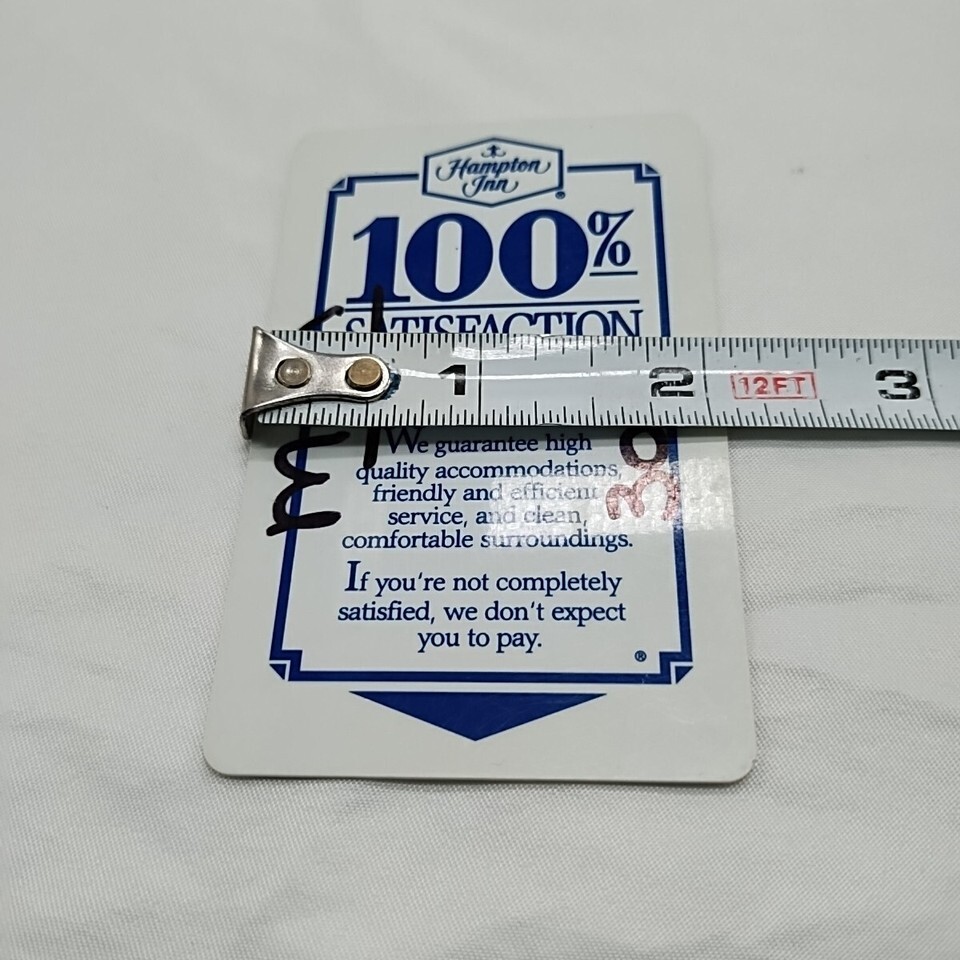 Hampton
Inn
®
100%
SATISFACTION
1 2 12FT 3
We guarantee high
quality accommodations,
friendly and efficient
service, and clean,
comfortable surroundings.
If you're not completely
satisfied, we don't expect
you to pay.
®